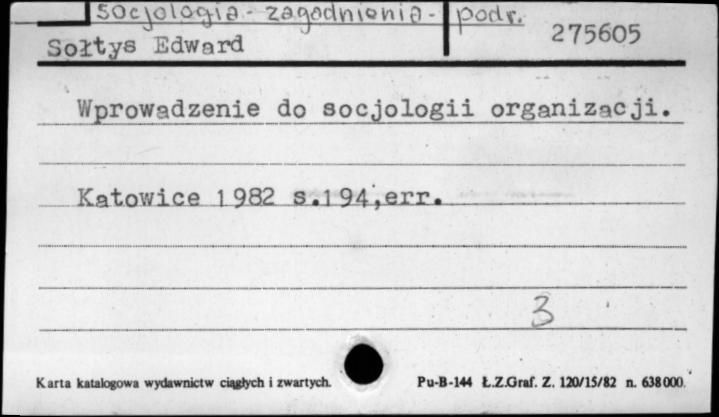 socjologia - zagadnienia - podr.
Sołtys Edward 275605
Wprowadzenie do socjologii organizacji.
Katowice 1982 s.194,err.
3
Karta katalogowa wydawnictw ciągłych i zwartych. Pu-B-144 Ł.Z.Graf. Z. 120/15/82 n. 638000.